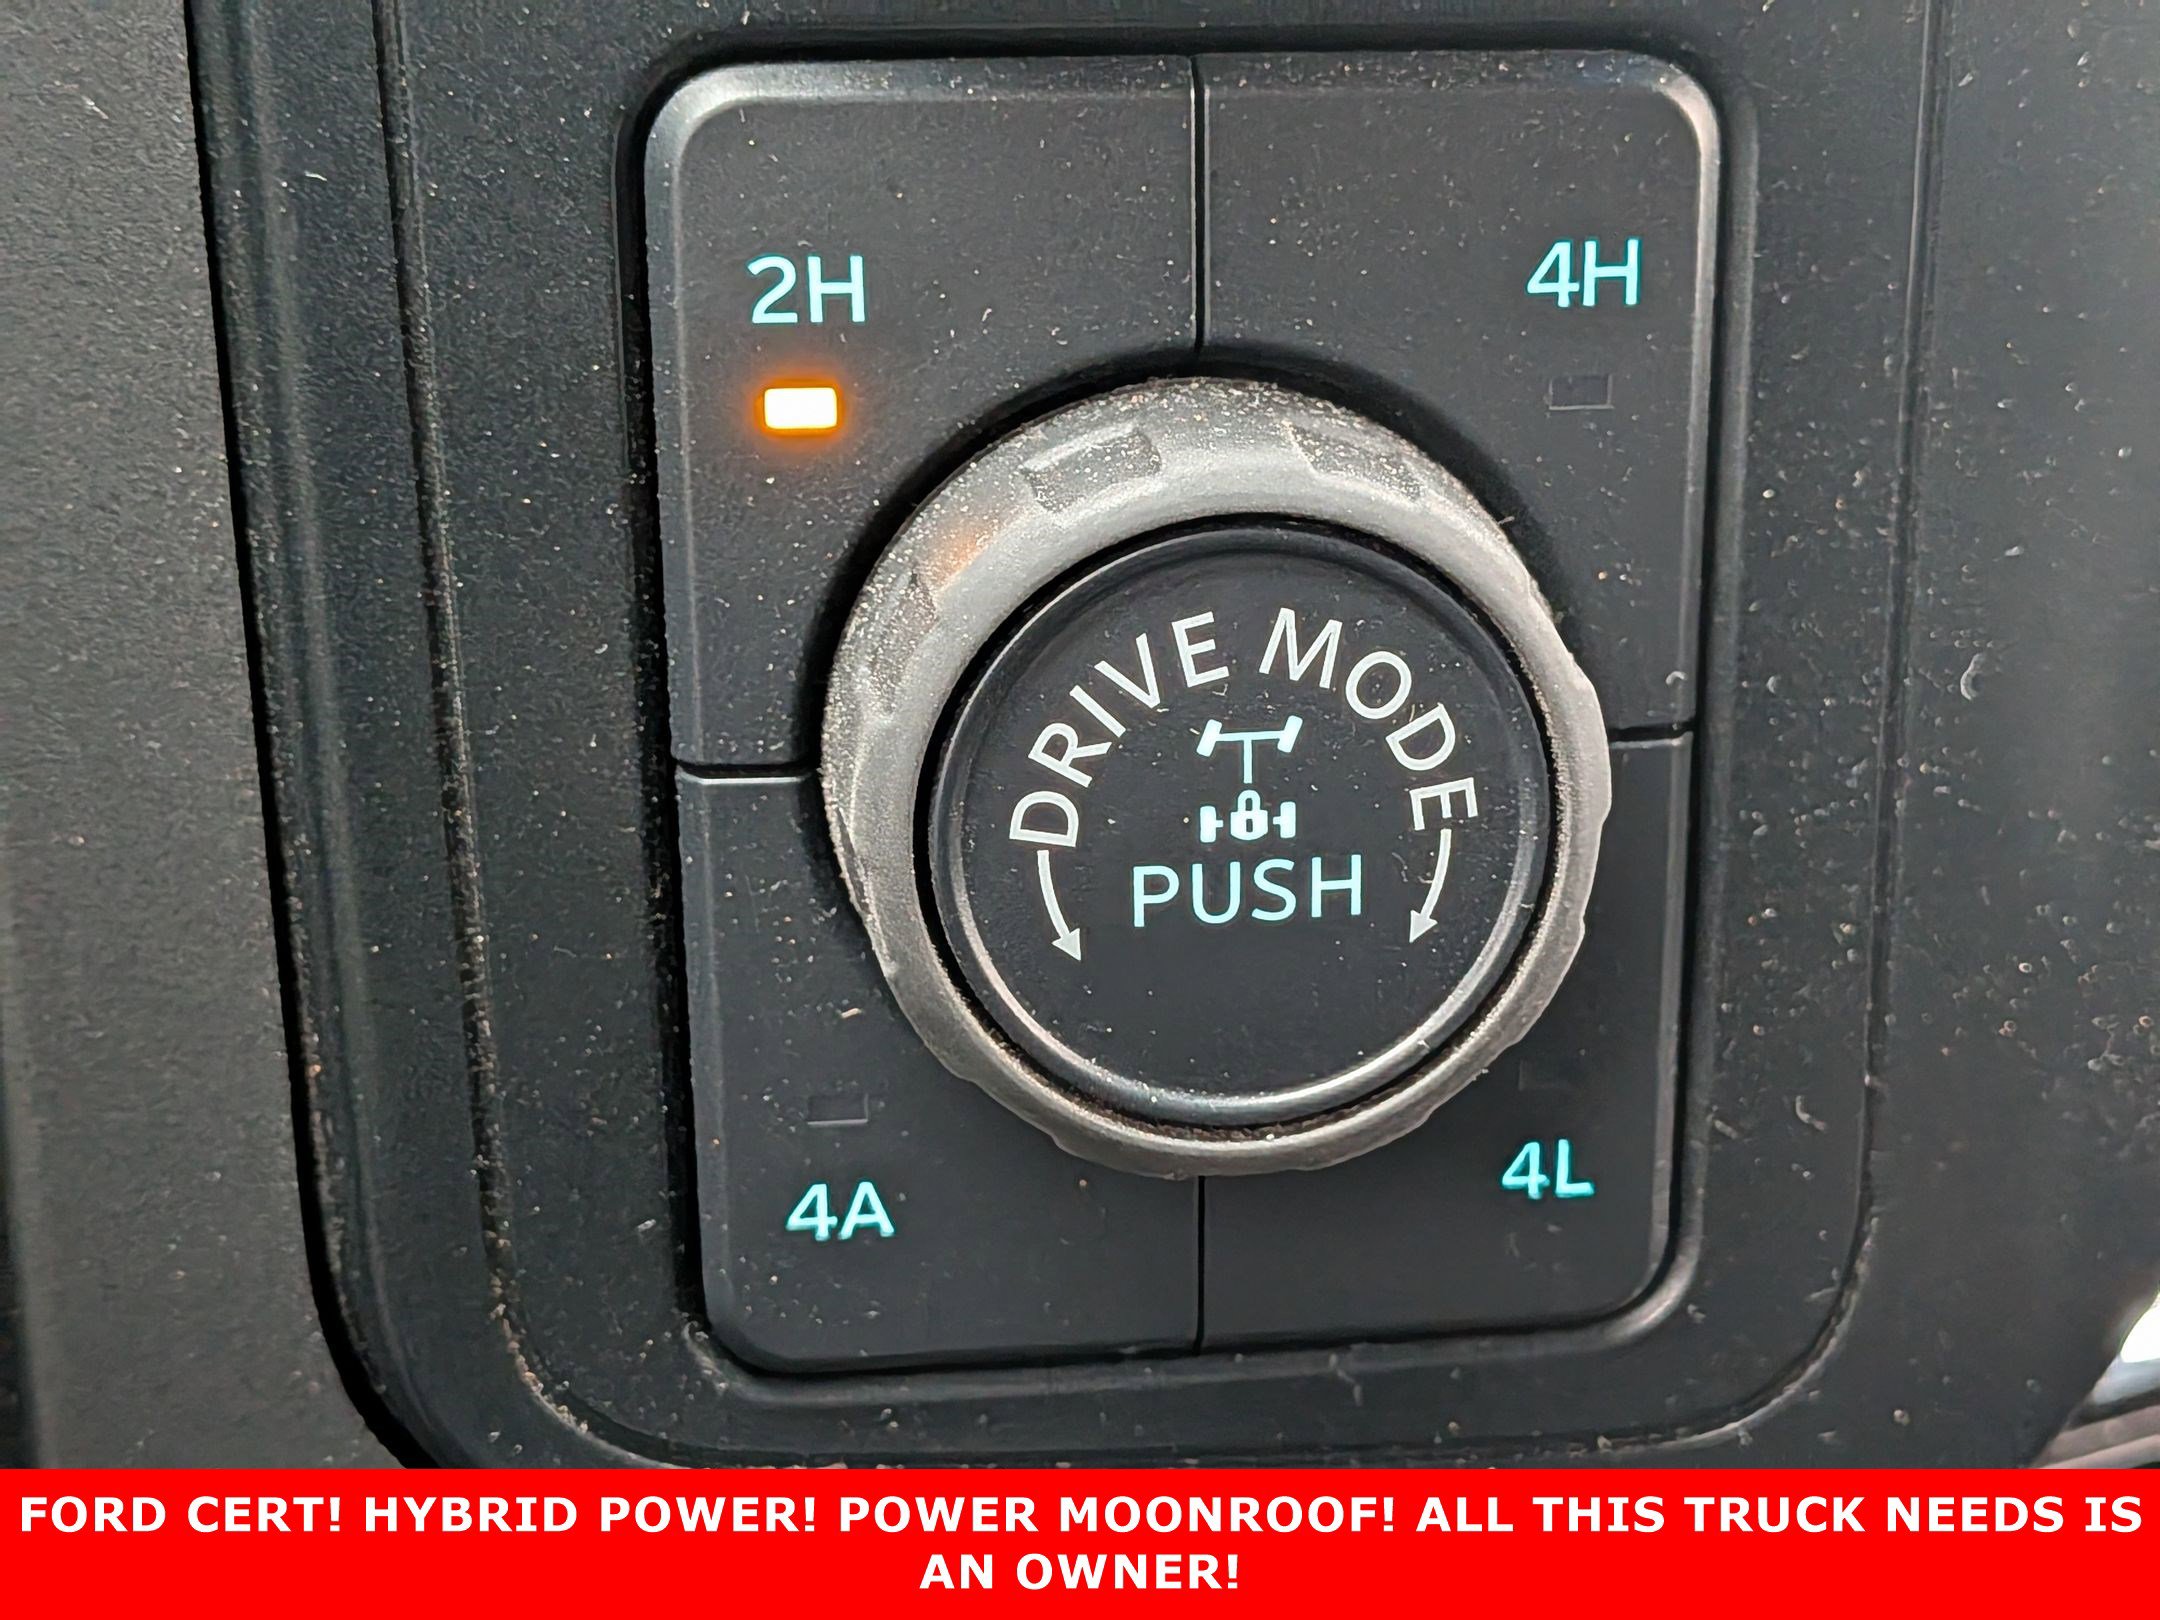 2H
4H
DRIVE MODE
PUSH
4A
4L
FORD CERT! HYBRID POWER! POWER MOONROOF! ALL THIS TRUCK NEEDS IS
AN OWNER!